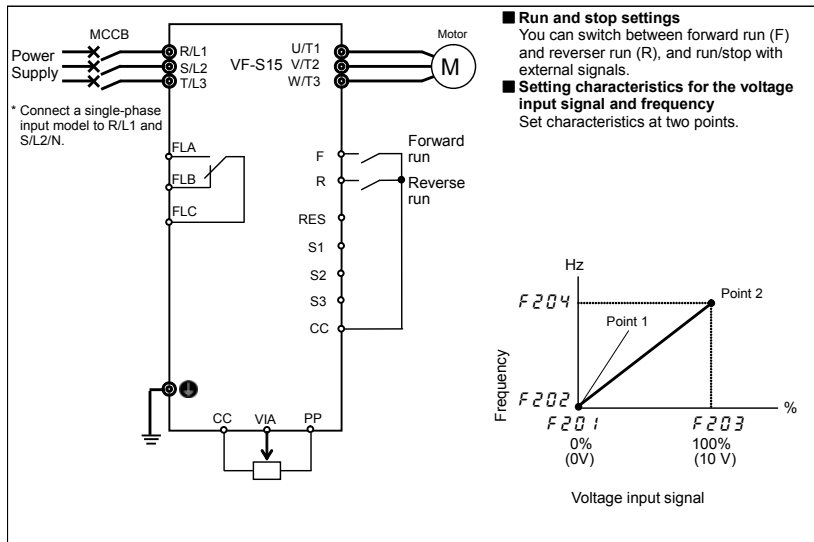 MCCB
Power
Supply
R/L1
S/L2
T/L3
VF-S15
U/T1
V/T2
W/T3
Motor
M
* Connect a single-phase
input model to R/L1 and
S/L2/N.
FLA
FLB
FLC
F
R
RES
S1
S2
S3
CC
Forward
run
Reverse
run
CC
VIA
PP
■ Run and stop settings
You can switch between forward run (F)
and reverser run (R), and run/stop with
external signals.
■ Setting characteristics for the voltage
input signal and frequency
Set characteristics at two points.
Hz
F204
Point 2
Point 1
Frequency
F202
%
F201
F203
0%
(0V)
100%
(10 V)
Voltage input signal